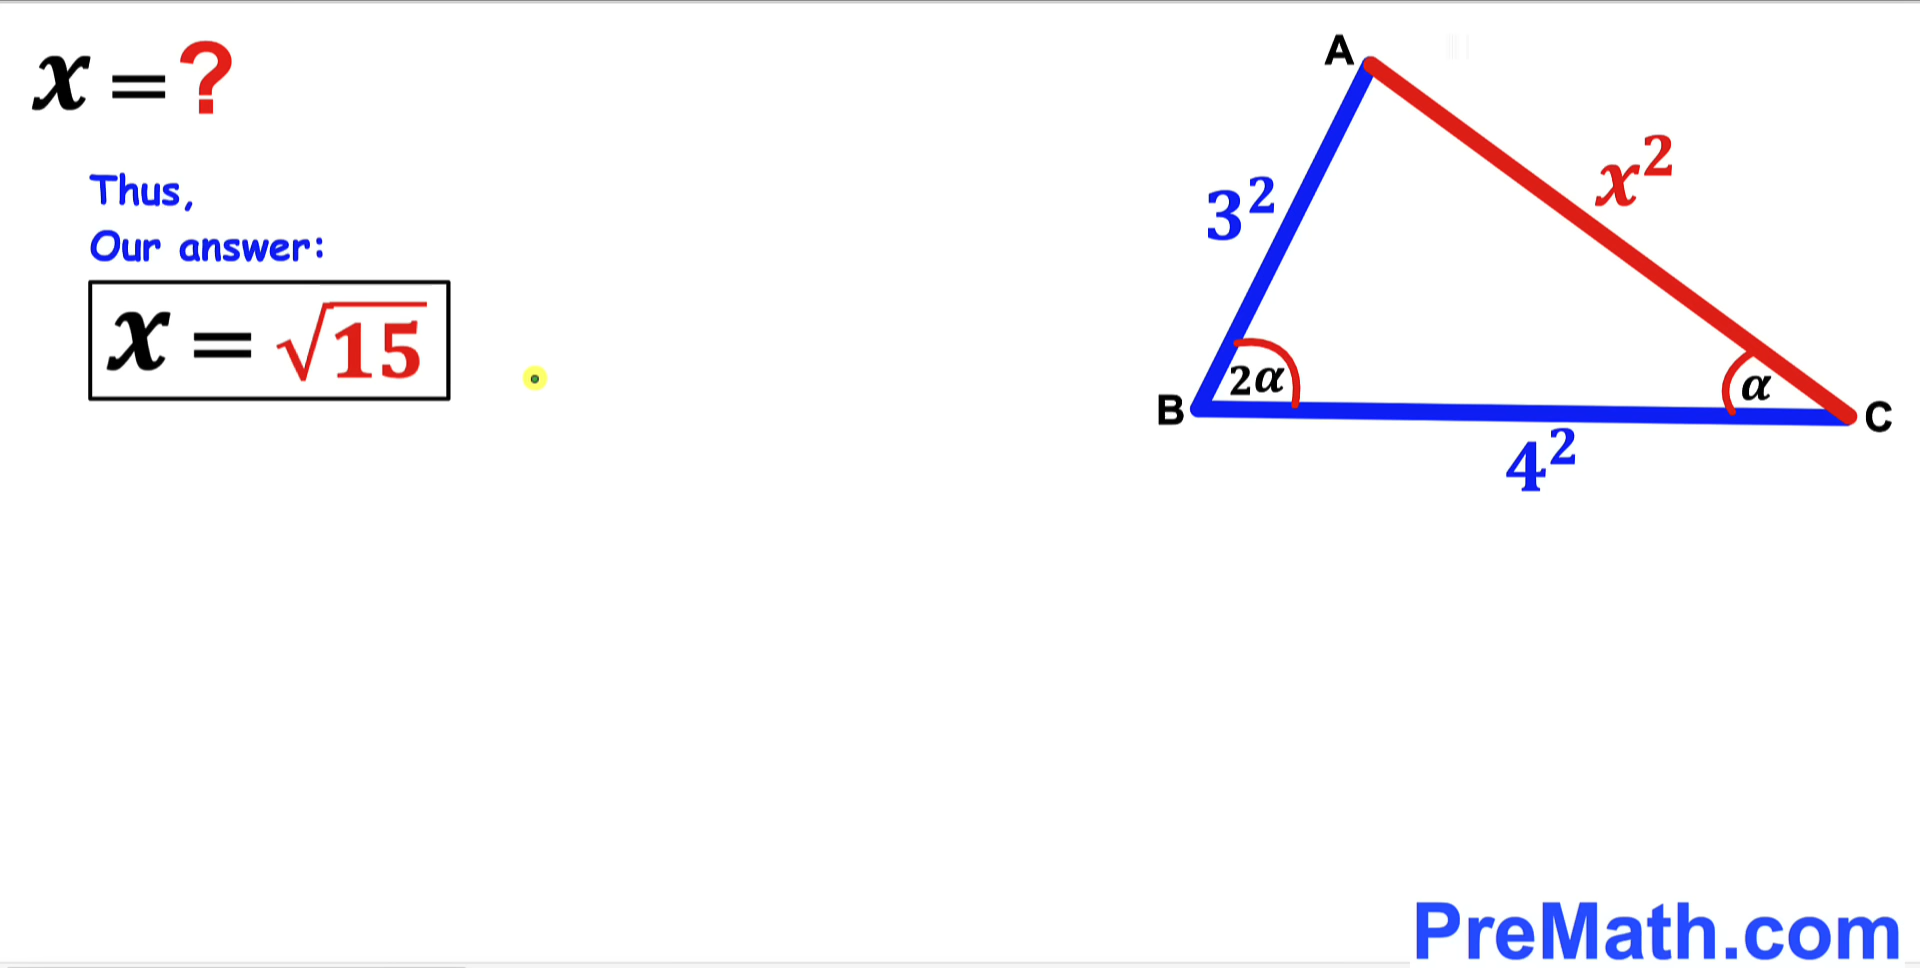 x = ?
Thus,
Our answer:
x = √15
A
3²
x²
B
2α
α
C
4²
PreMath.com